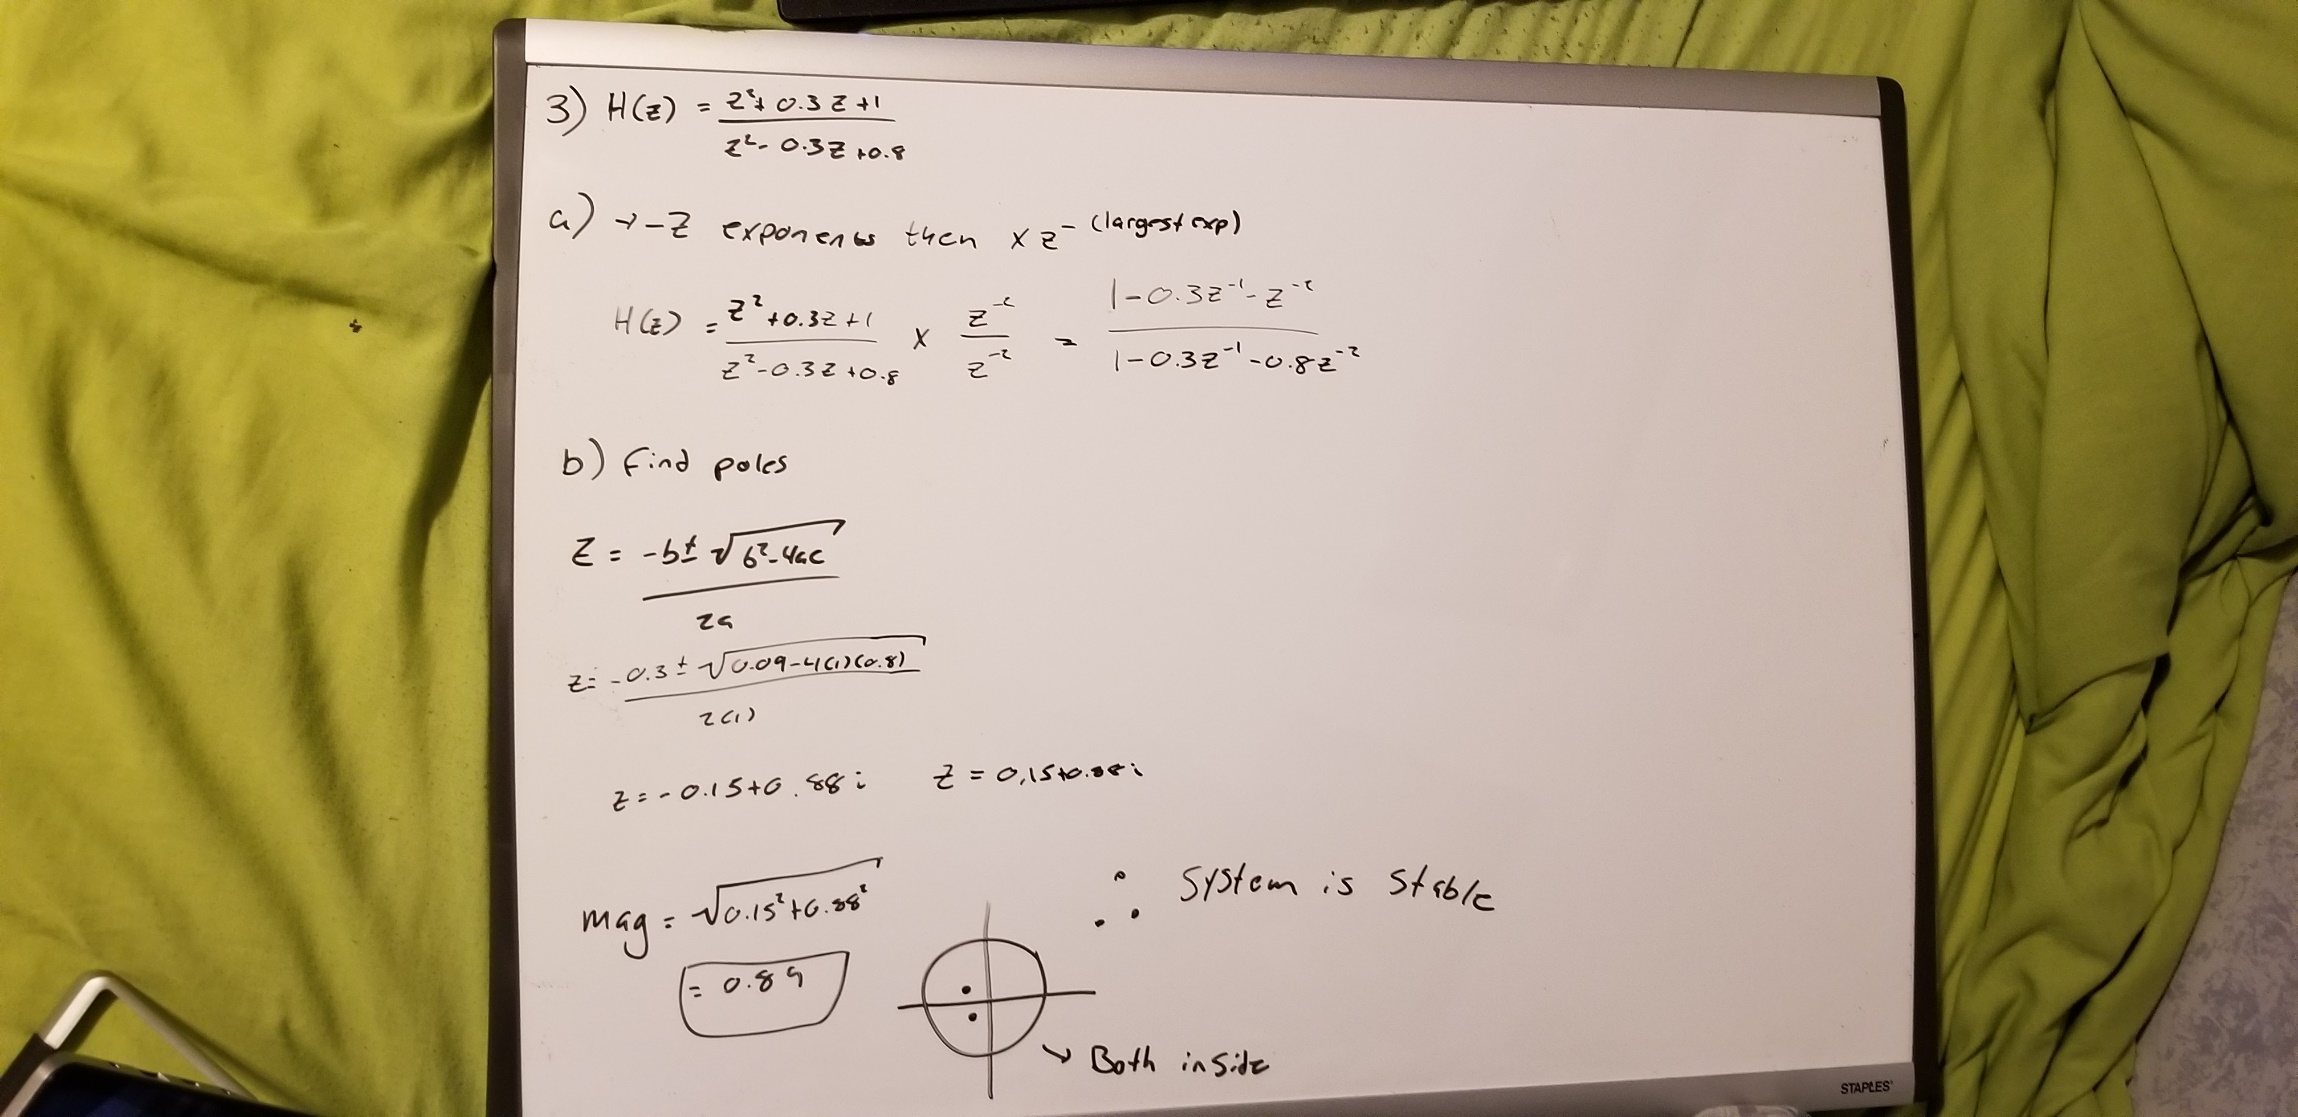 3) H(z) = z²+ 0.3z +1 / z²- 0.3z +0.8
a) → -z exponents then × z^-(largest exp)
H(z) = z²+0.3z+1 / z²-0.3z+0.8 × z⁻² / z⁻² = 1-0.3z⁻¹-z⁻² / 1-0.3z⁻¹-0.8z⁻²
b) Find poles
z = -b± √b²-4ac / 2a
z= -0.3± √0.09-4(1)(0.8) / 2(1)
z=-0.15+0.88i z = 0.15+0.88i
mag = √0.15²+0.88²
= 0.89
∴ System is stable
→ Both inside
STAPLES